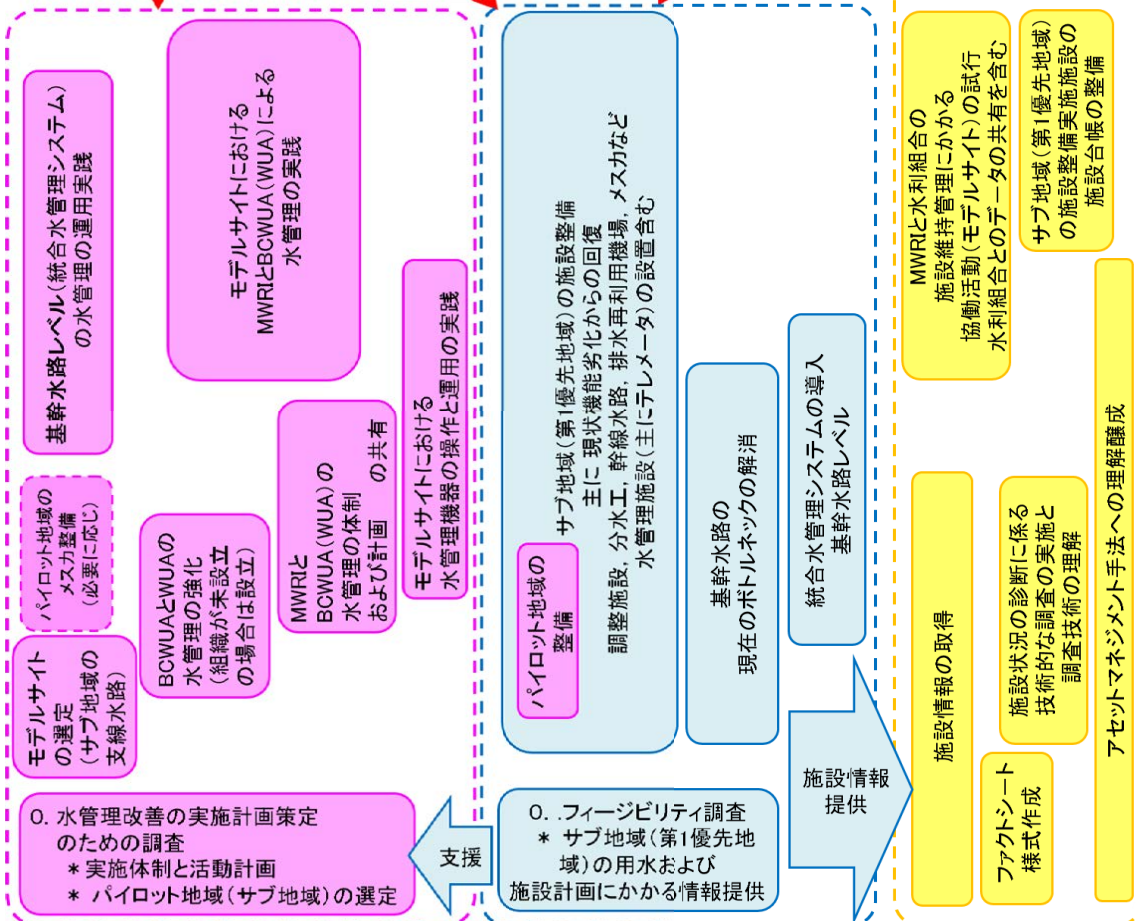 O. 水管理改善の実施計画策定
のための調査
* 実施体制と活動計画
* パイロット地域(サブ地域)の選定
モデルサイト
の選定
(サブ地域の
支線水路)
パイロット地域の
メスカ整備
(必要に応じ)
BCWUAとWUAの
水管理の強化
(組織が未設立
の場合は設立)
MWRIと
BCWUA(WUA)の
水管理の体制
および計画 の共有
モデルサイトにおける
水管理機器の操作と運用の実践
基幹水路レベル(統合水管理システム)
の水管理の運用実践
モデルサイトにおける
MWRIとBCWUA(WUA)による
水管理の実践
支援
O. .フィージビリティ調査
* サブ地域(第1優先地
域)の用水および
施設計画にかかる情報提供
パイロット地域の
整備
サブ地域(第1優先地域)の施設整備
主に 現状機能劣化からの回復
調整施設, 分水工, 幹線水路, 排水再利用機場, メスカなど
水管理施設(主にテレメータ)の設置含む
基幹水路の
現在のボトルネックの解消
統合水管理システムの導入
基幹水路レベル
施設情報
提供
施設情報の取得
ファクトシート
様式作成
施設状況の診断に係る
技術的な調査の実施と
調査技術の理解
アセットマネジメント手法への理解醸成
MWRIと水利組合の
施設維持管理にかかる
協働活動(モデルサイト)の試行
水利組合とのデータの共有を含む
サブ地域(第1優先地域)
の施設整備実施施設の
施設台帳の整備